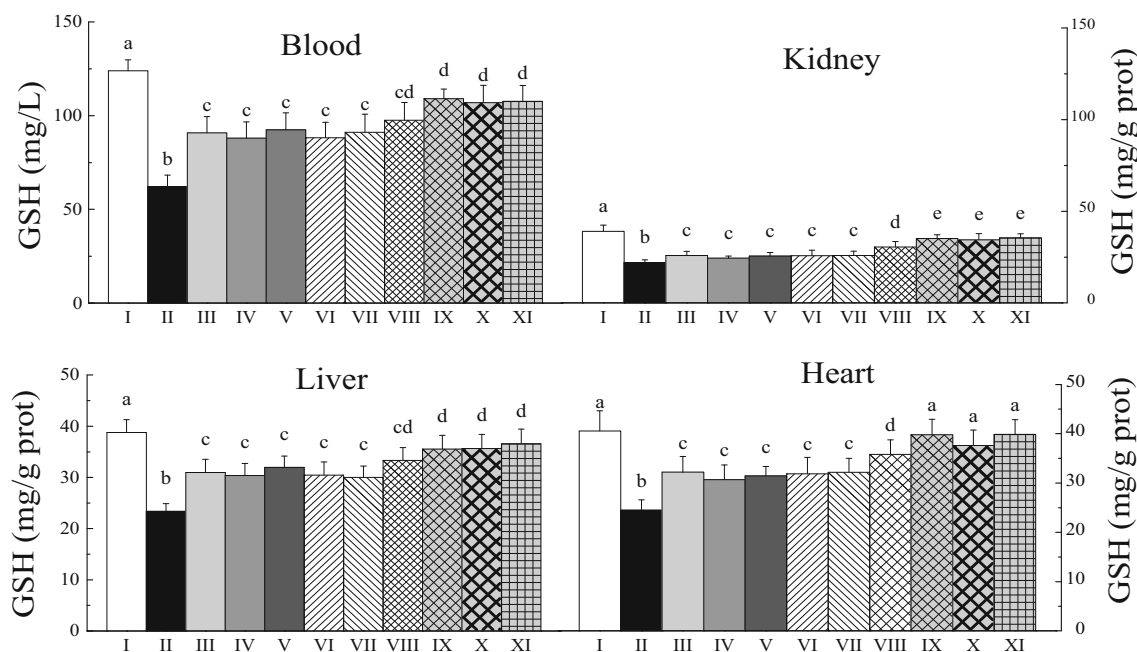 Blood
GSH (mg/L)
150
100
50
0
a
b
c
c
c
c
c
cd
d
d
d
I II III IV V VI VII VIII IX X XI
Kidney
GSH (mg/g prot)
150
100
50
0
a
b
c
c
c
c
c
d
e
e
e
I II III IV V VI VII VIII IX X XI
Liver
GSH (mg/g prot)
50
40
30
20
10
0
a
b
c
c
c
c
c
cd
d
d
d
I II III IV V VI VII VIII IX X XI
Heart
GSH (mg/g prot)
50
40
30
20
10
0
a
b
c
c
c
c
c
d
a
a
a
I II III IV V VI VII VIII IX X XI